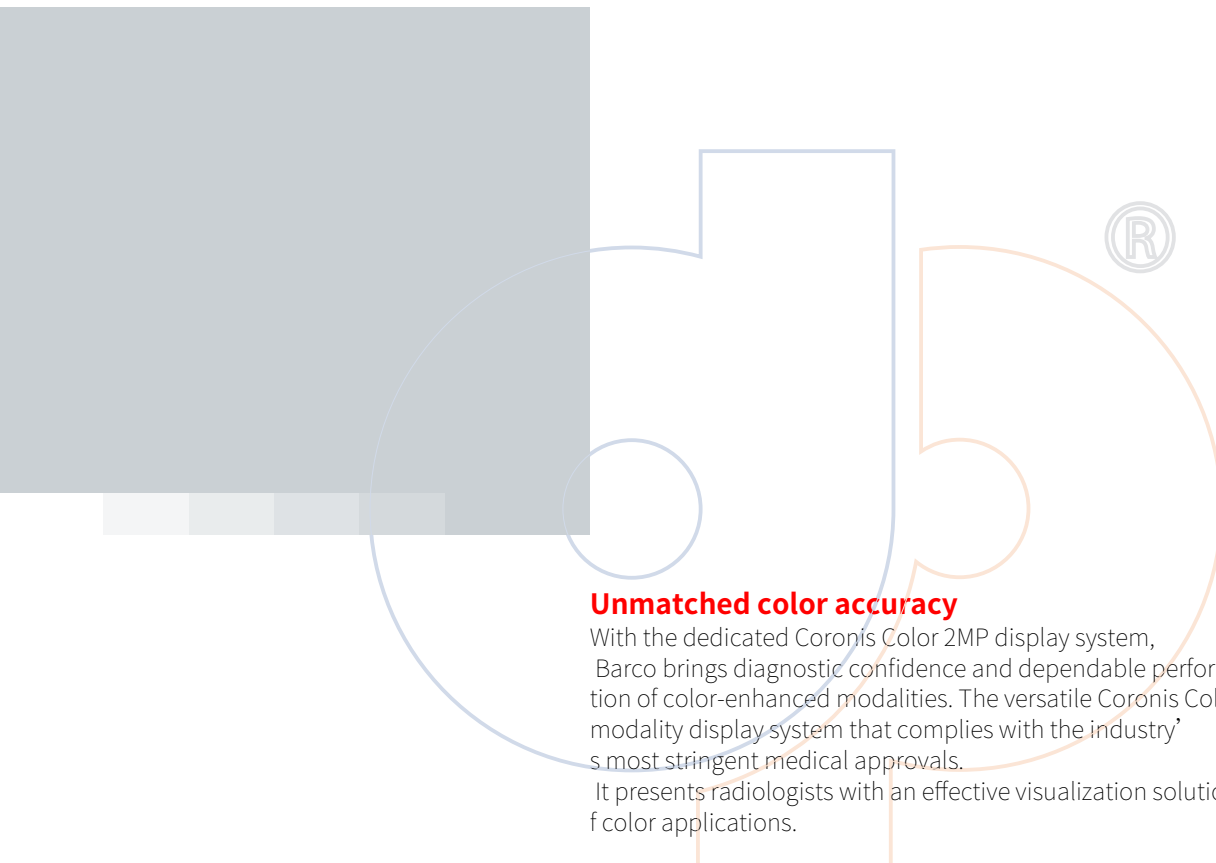 ®
Unmatched color accuracy
With the dedicated Coronis Color 2MP display system,
Barco brings diagnostic confidence and dependable perfor
tion of color-enhanced modalities. The versatile Coronis Col
modality display system that complies with the industry’
s most stringent medical approvals.
It presents radiologists with an effective visualization solutio
f color applications.